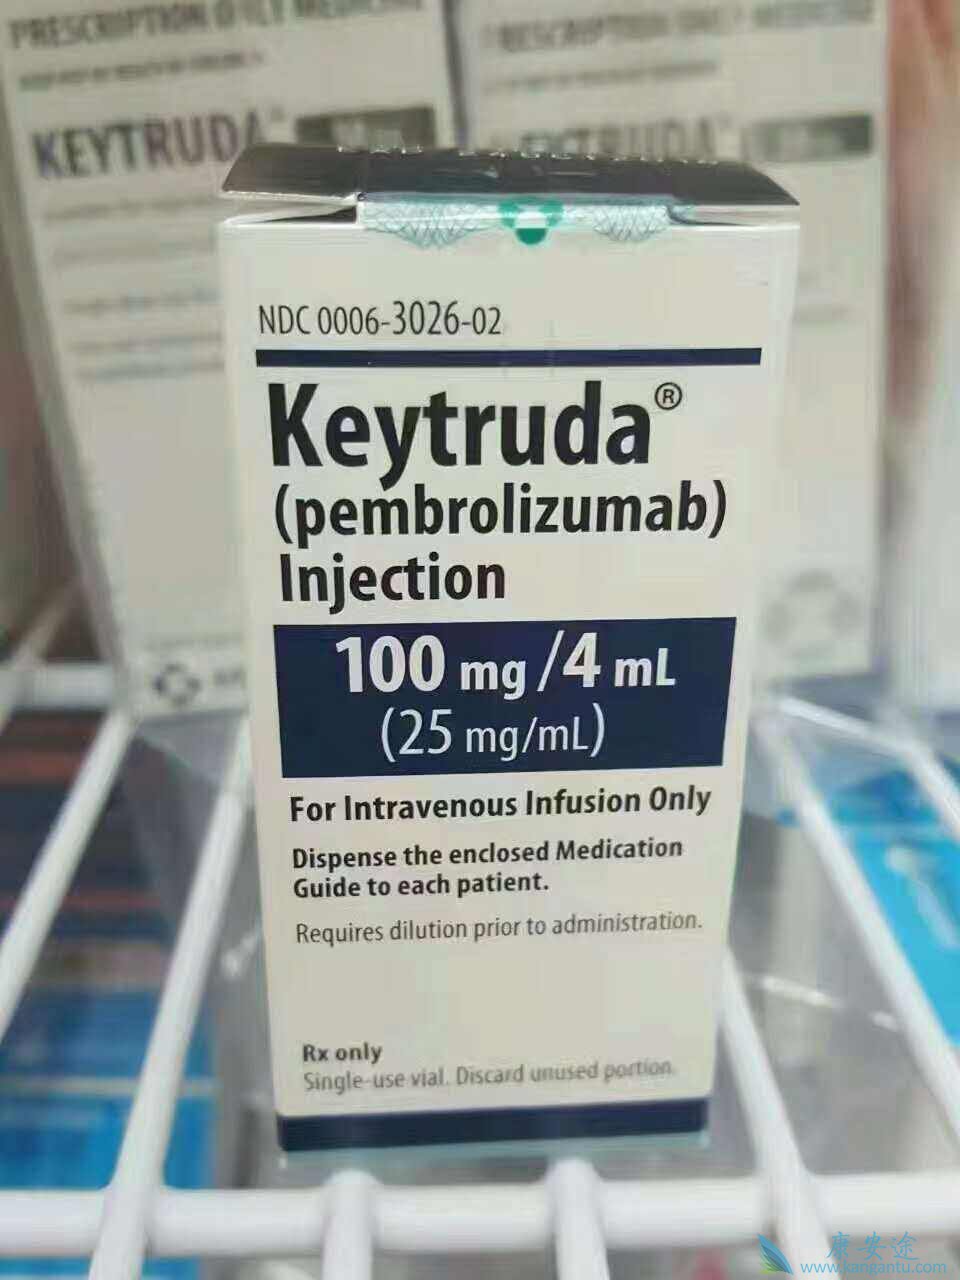 PRESCRIPTION ONLY MEDICINE
KEYTRUDA
KEYTRUDA
NDC 0006-3026-02
Keytruda®
(pembrolizumab)
Injection
100 mg /4 mL
(25 mg/mL)
For Intravenous Infusion Only
Dispense the enclosed Medication
Guide to each patient.
Requires dilution prior to administration.
Rx only
Single-use vial. Discard unused portion.
康安途
www.kangantu.com